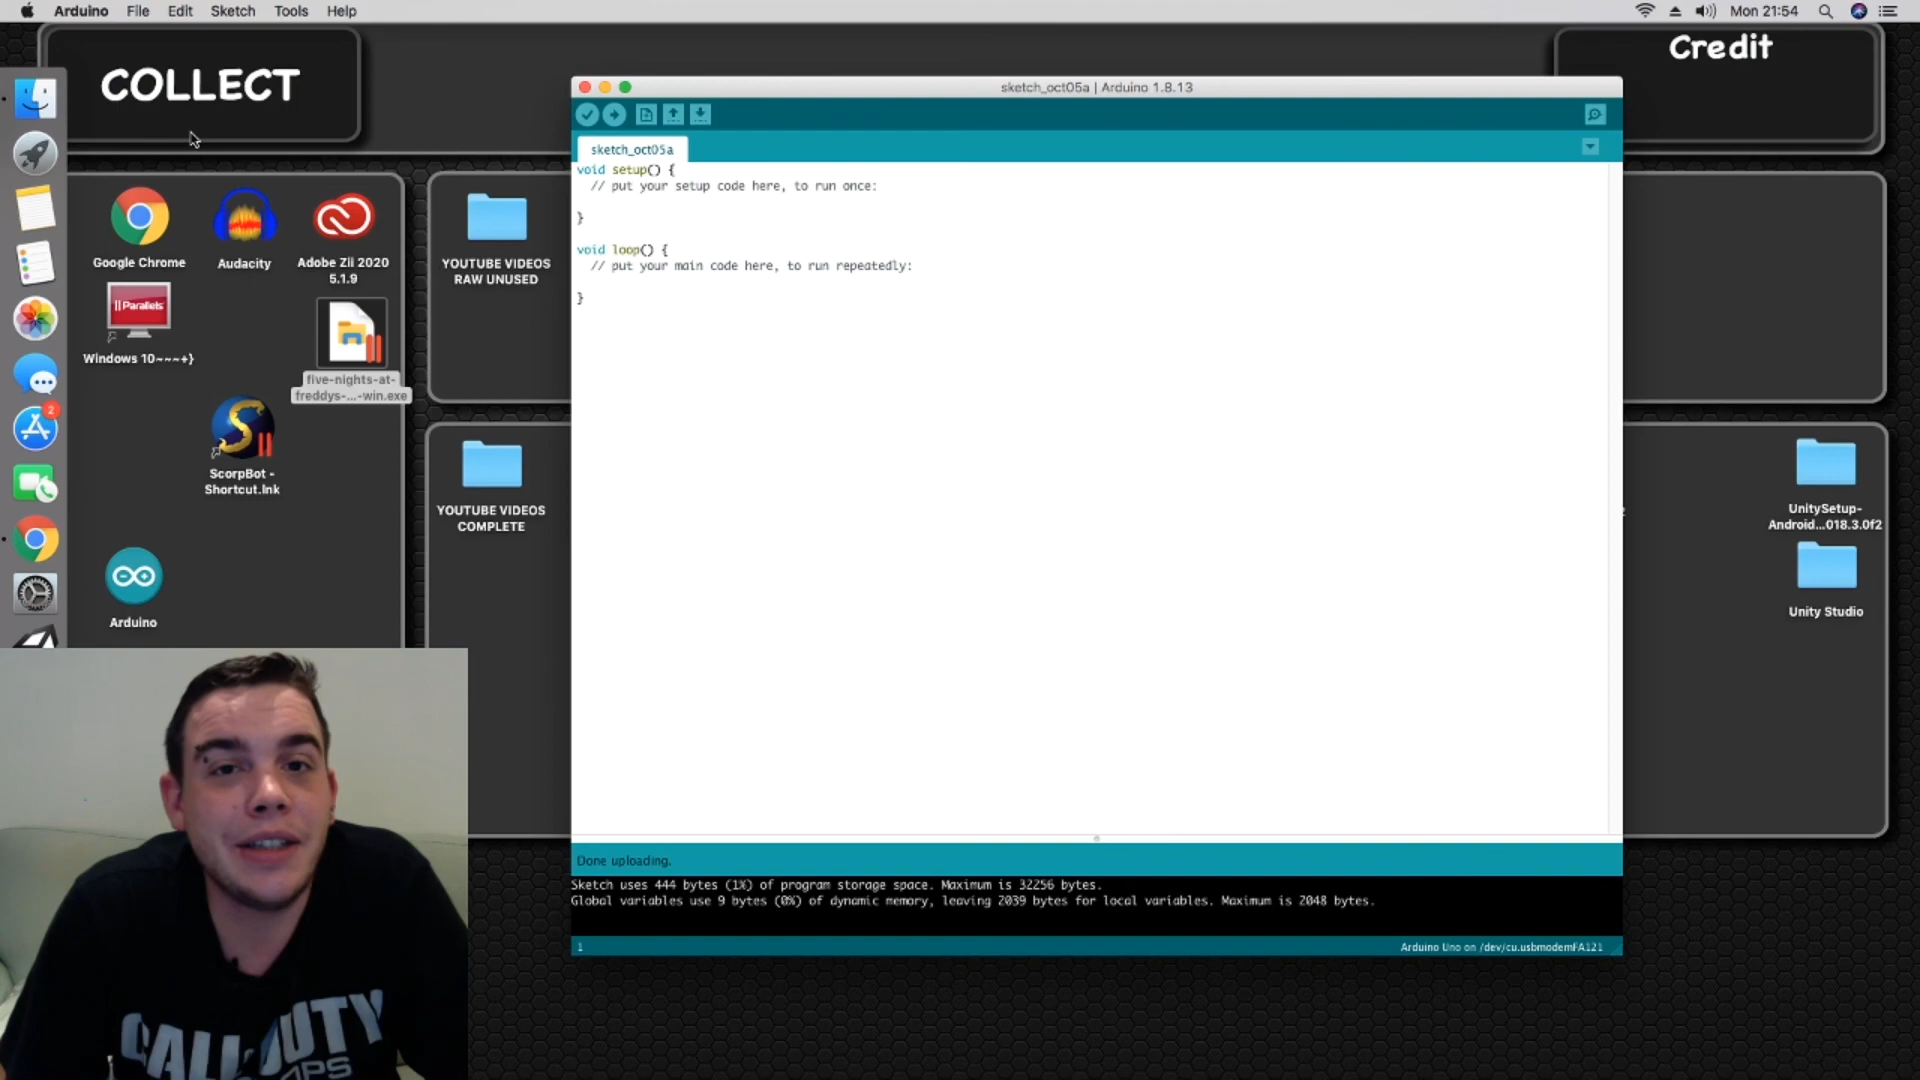 Arduino File Edit Sketch Tools Help
Mon 21:54
COLLECT
Credit
sketch_oct05a | Arduino 1.8.13
sketch_oct05a
void setup() {
// put your setup code here, to run once:
}
void loop() {
// put your main code here, to run repeatedly:
}
Google Chrome
Audacity
Adobe Zii 2020
5.1.9
YOUTUBE VIDEOS
RAW UNUSED
|| Parallels
Windows 10~~~+}
five-nights-at-
freddys-...-win.exe
2
ScorpBot -
Shortcut.lnk
YOUTUBE VIDEOS
COMPLETE
UnitySetup-
Android...018.3.0f2
Unity Studio
Arduino
Done uploading.
Sketch uses 444 bytes (1%) of program storage space. Maximum is 32256 bytes.
Global variables use 9 bytes (0%) of dynamic memory, leaving 2039 bytes for local variables. Maximum is 2048 bytes.
1
Arduino Uno on /dev/cu.usbmodemFA121
CALL OF DUTY
OPS